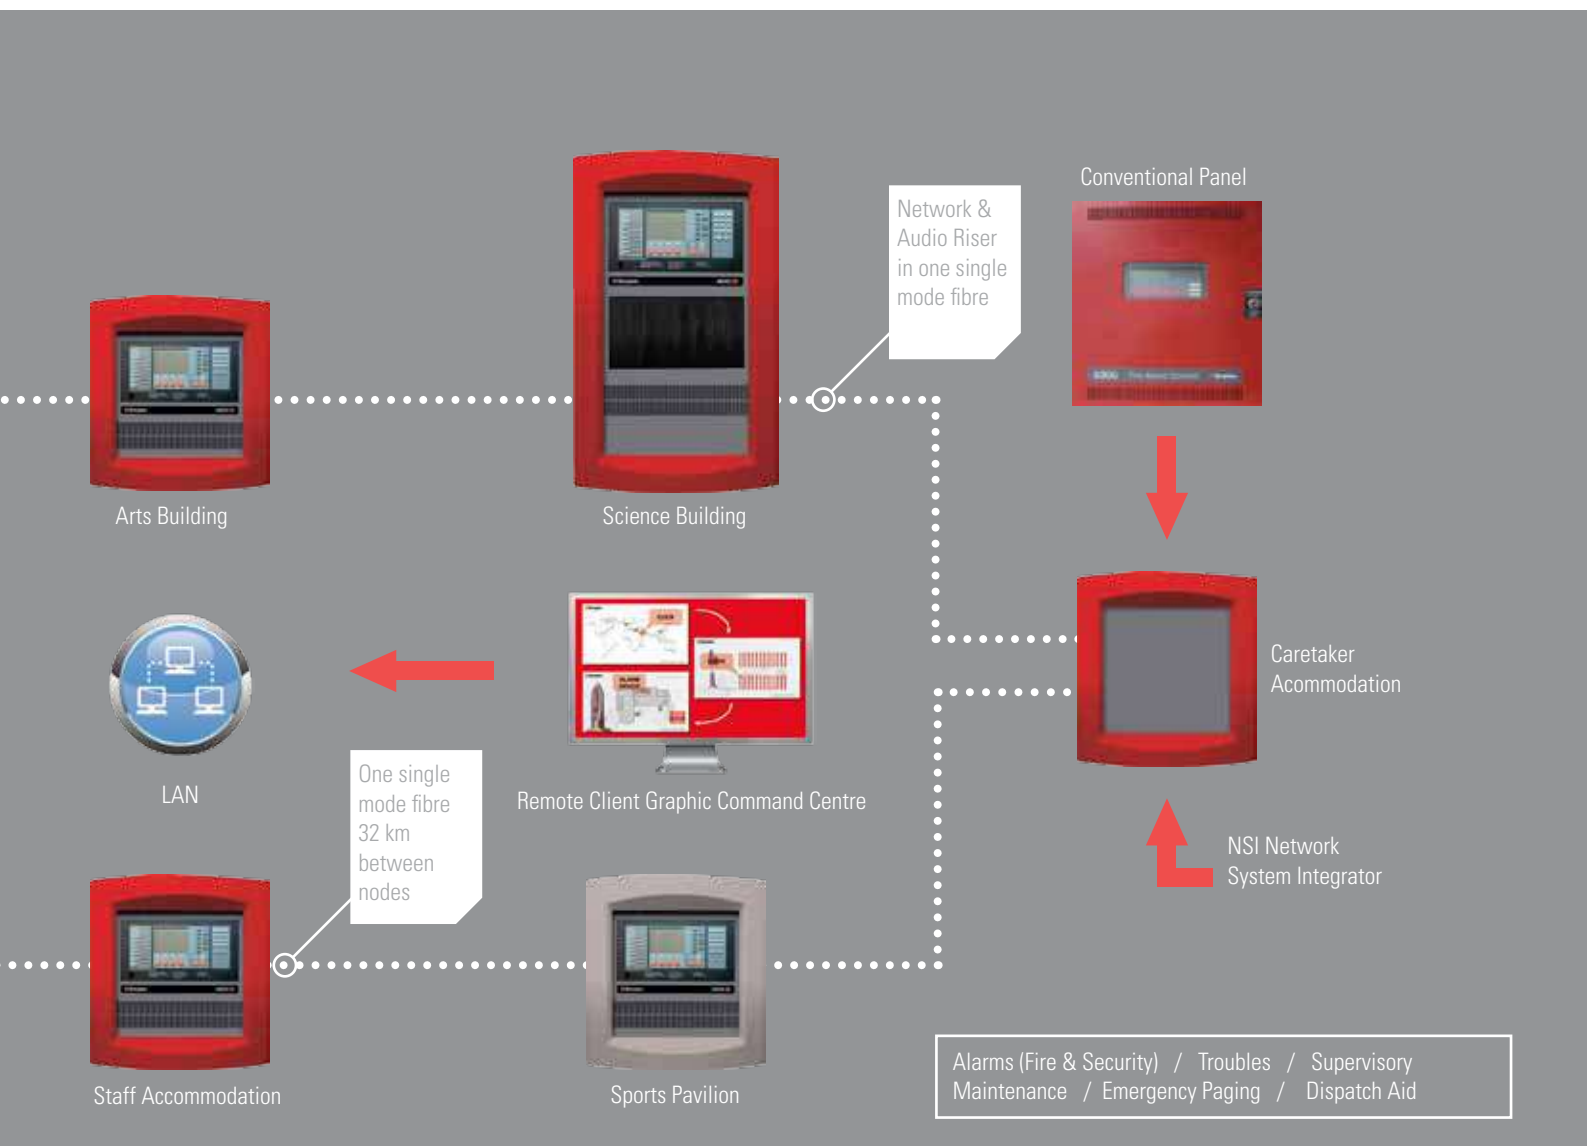 Conventional Panel
Network &
Audio Riser
in one single
mode fibre
Arts Building
Science Building
Caretaker
Acommodation
LAN
One single
mode fibre
32 km
between
nodes
Remote Client Graphic Command Centre
NSI Network
System Integrator
Staff Accommodation
Sports Pavilion
Alarms (Fire & Security) / Troubles / Supervisory
Maintenance / Emergency Paging / Dispatch Aid